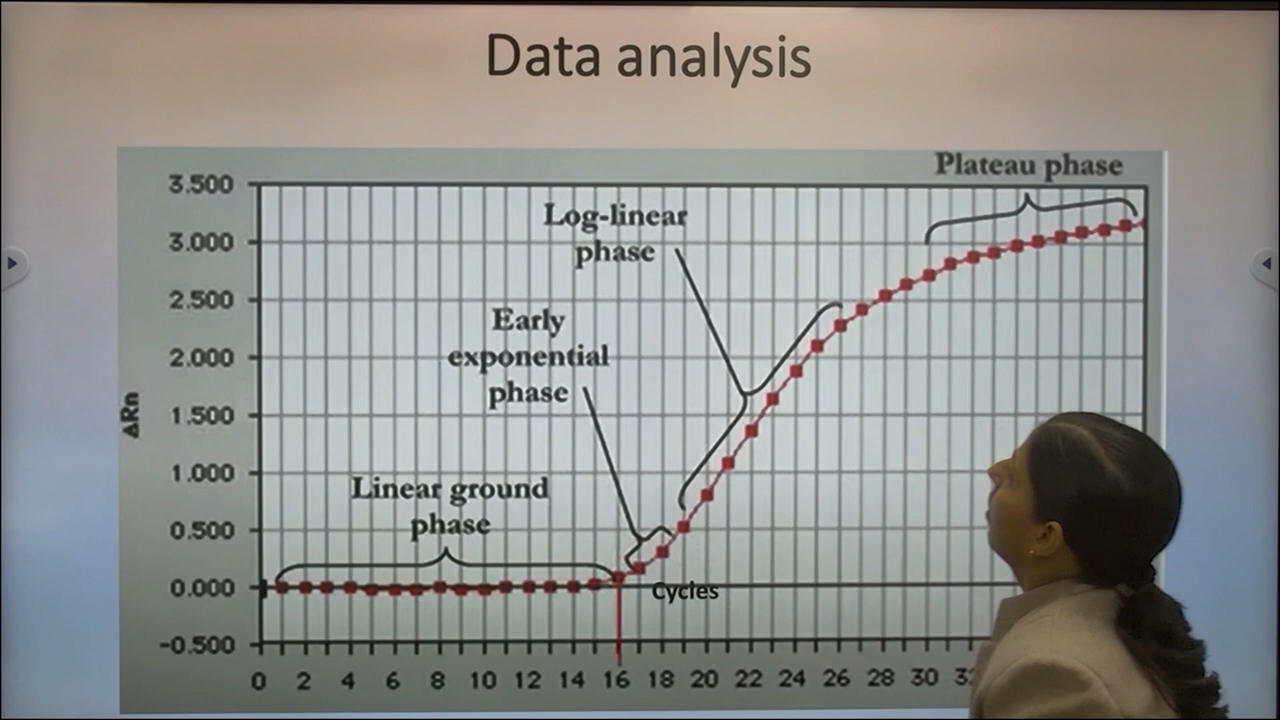 Data analysis
Plateau phase
3.500
3.000
2.500
2.000
1.500
1.000
0.500
0.000
-0.500
ΔRn
Log-linear
phase
Early
exponential
phase
Linear ground
phase
Cycles
0 2 4 6 8 10 12 14 16 18 20 22 24 26 28 30